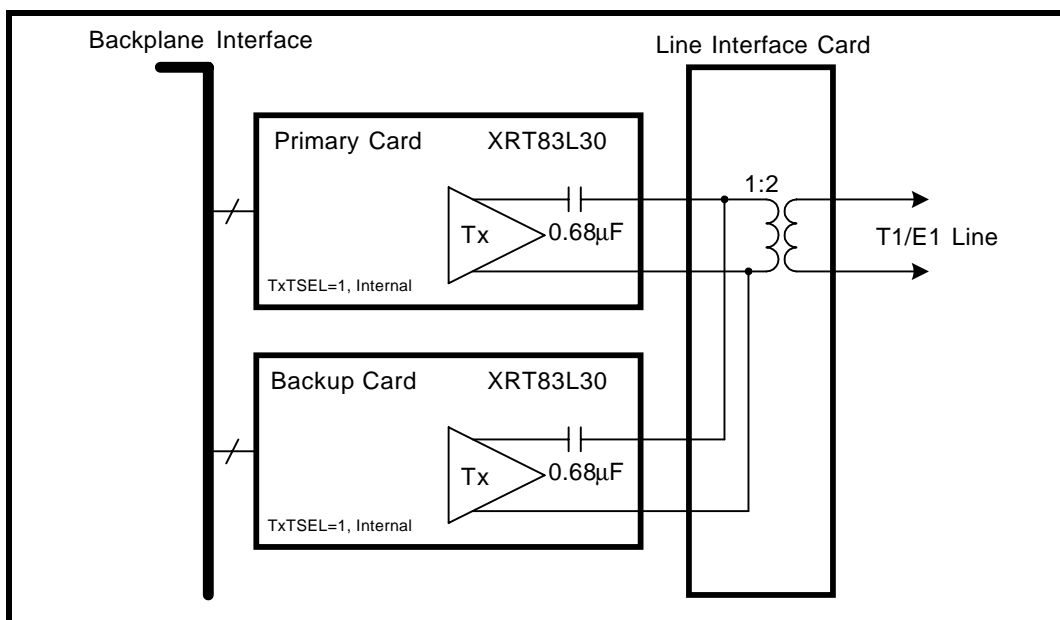 Backplane Interface
Line Interface Card
Primary Card XRT83L30
1:2
Tx 0.68μF
T1/E1 Line
TxTSEL=1, Internal
Backup Card XRT83L30
Tx 0.68μF
TxTSEL=1, Internal